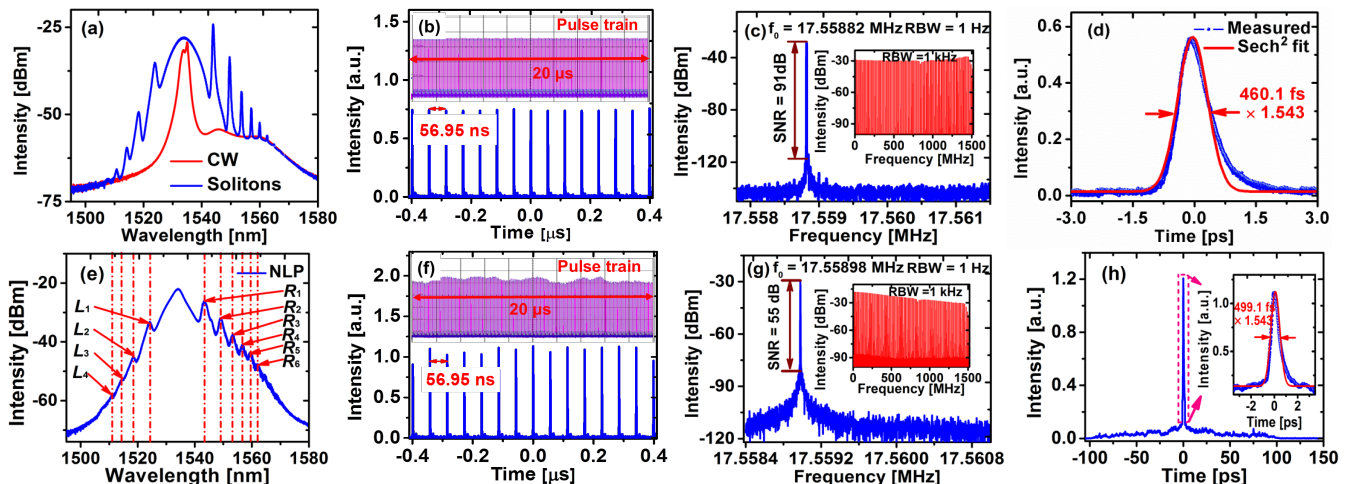 (a)
Intensity [dBm]
-25
-50
-75
CW
Solitons
1500 1520 1540 1560 1580
Wavelength [nm]
(b)
Pulse train
20 μs
56.95 ns
Intensity [a.u.]
1.5
1.0
0.5
0.0
-0.4 -0.2 0.0 0.2 0.4
Time [μs]
(c) f₀ = 17.55882 MHz RBW = 1 Hz
SNR = 91dB
Intensity [dBm]
-40
-80
-120
17.558 17.559 17.560 17.561
Frequency [MHz]
RBW =1 kHz
Intensity [dBm]
-30
-60
-90
0 500 1000 1500
Frequency [MHz]
(d)
Measured
Sech² fit
460.1 fs
× 1.543
Intensity [a.u.]
0.6
0.4
0.2
0.0
-3.0 -1.5 0.0 1.5 3.0
Time [ps]
(e)
NLP
L₁
L₂
L₃
L₄
R₁
R₂
R₃
R₄
R₅
R₆
Intensity [dBm]
-20
-40
-60
1500 1520 1540 1560 1580
Wavelength [nm]
(f)
Pulse train
20 μs
56.95 ns
Intensity [a.u.]
2.0
1.5
1.0
0.5
0.0
-0.4 -0.2 0.0 0.2 0.4
Time [μs]
(g) f₀ = 17.55898 MHz RBW = 1 Hz
SNR = 55 dB
Intensity [dBm]
-30
-60
-90
-120
17.5584 17.5592 17.5600 17.5608
Frequency [MHz]
RBW =1 kHz
Intensity [dBm]
-30
-60
-90
0 500 1000 1500
Frequency [MHz]
(h)
Intensity [a.u.]
1.2
0.8
0.4
0.0
-100 -50 0 50 100 150
Time [ps]
499.1 fs
× 1.543
Intensity [a.u.]
1.0
0.5
-2 0 2
Time [ps]